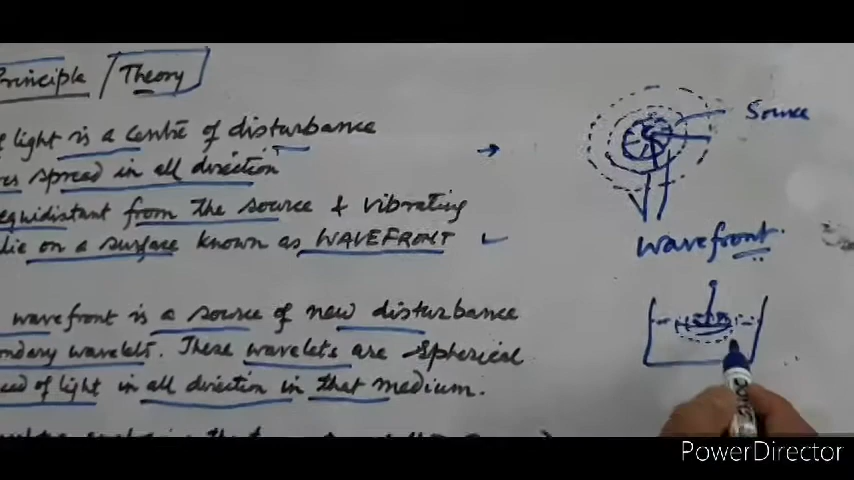 Principle / Theory
light is a centre of disturbance
spread in all direction
equidistant from the source & vibrating
lie on a surface known as WAVEFRONT
wavefront is a source of new disturbance
wavelets. These wavelets are spherical
of light in all direction in that medium.
Source
Wavefront
PowerDirector